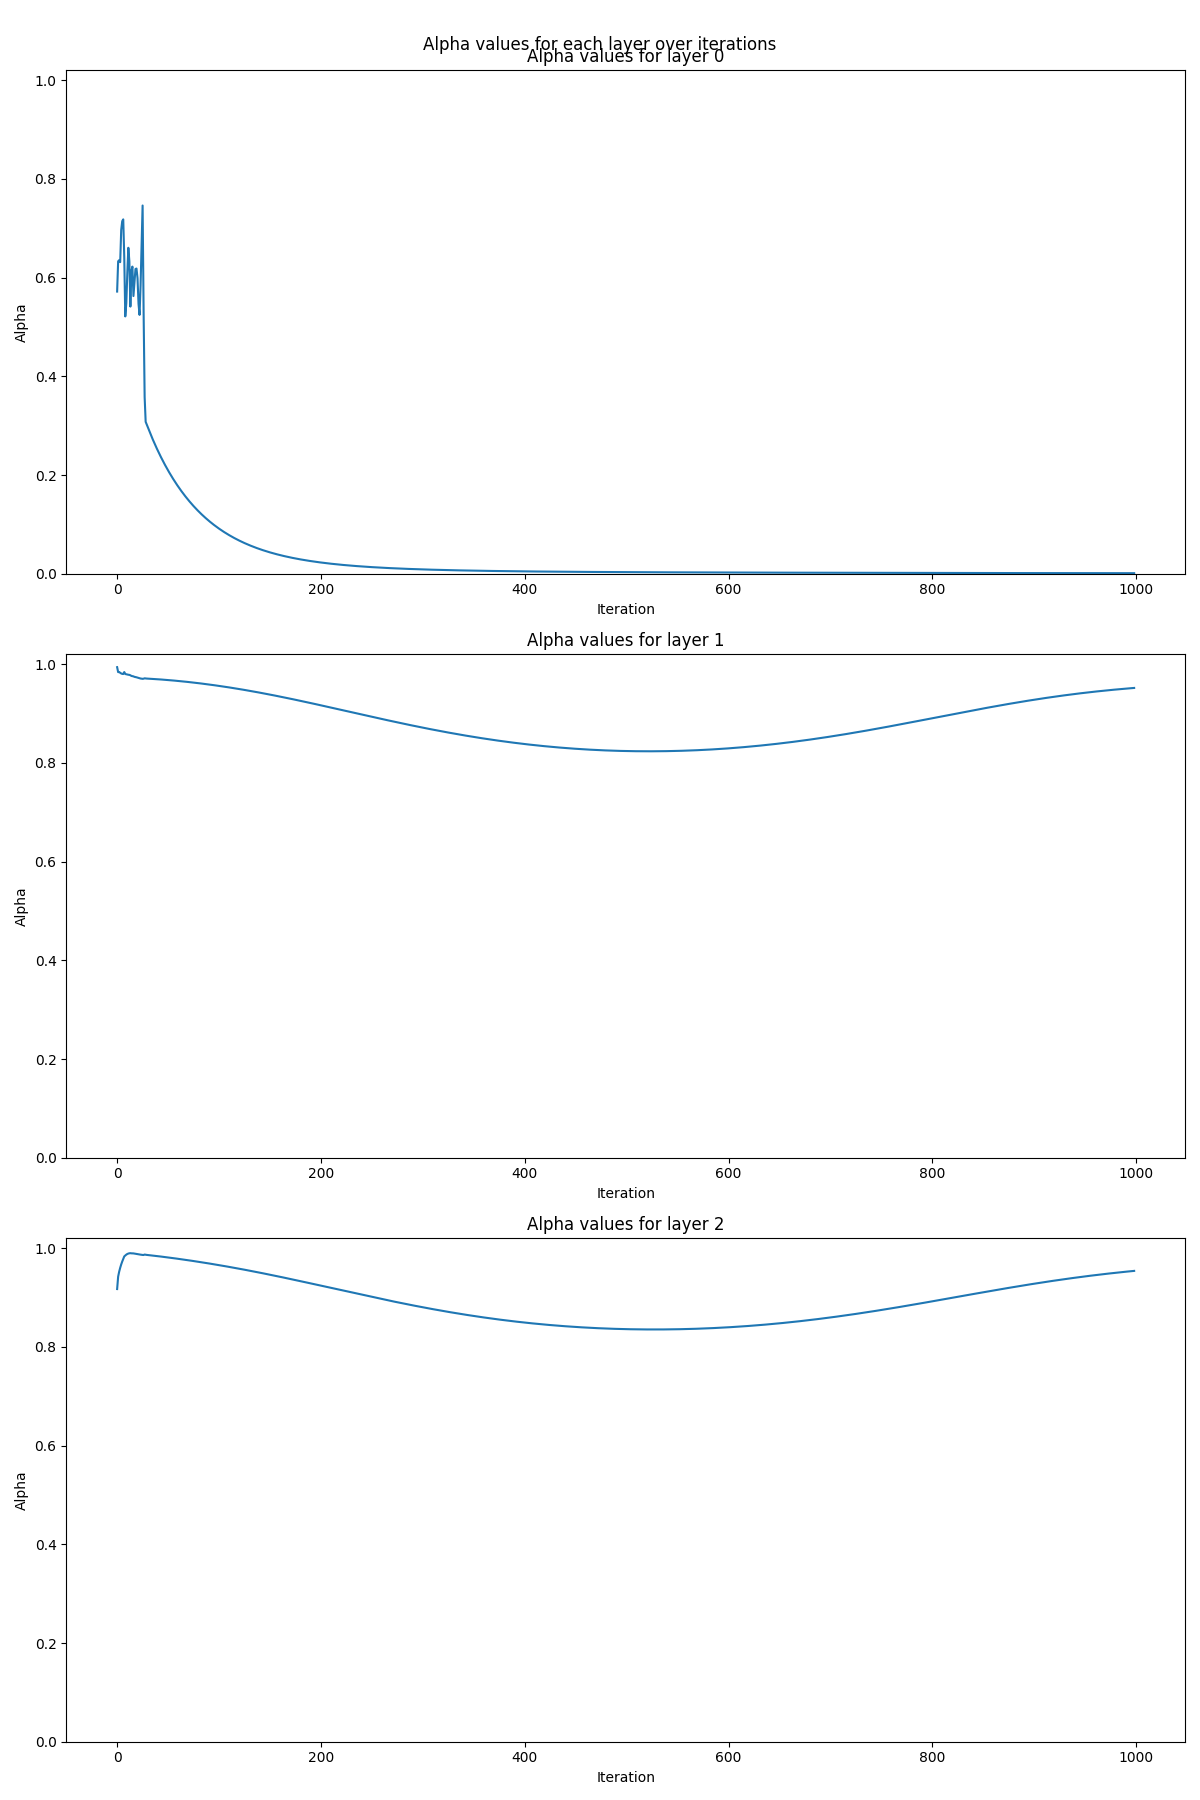 Alpha values for each layer over iterations
Alpha values for layer 0
1.0
0.8
0.6
0.4
0.2
0.0
Alpha
0 200 400 600 800 1000
Iteration
Alpha values for layer 1
1.0
0.8
0.6
0.4
0.2
0.0
Alpha
0 200 400 600 800 1000
Iteration
Alpha values for layer 2
1.0
0.8
0.6
0.4
0.2
0.0
Alpha
0 200 400 600 800 1000
Iteration